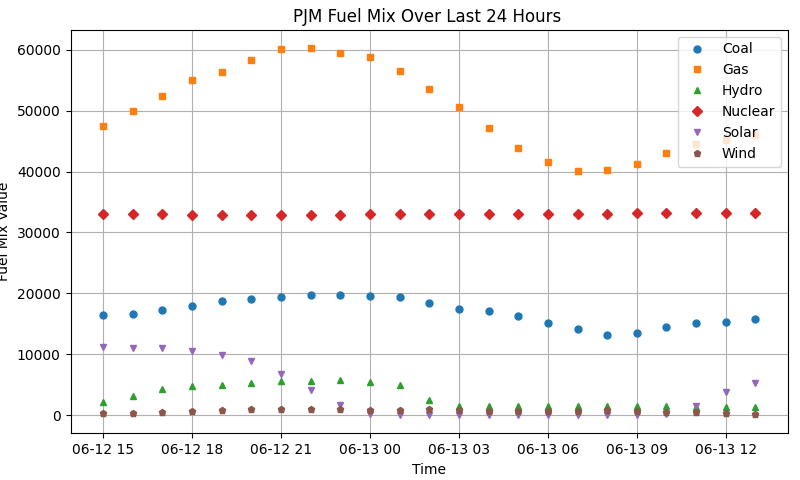 PJM Fuel Mix Over Last 24 Hours
60000
50000
40000
30000
20000
10000
0
Fuel Mix Value
Coal
Gas
Hydro
Nuclear
Solar
Wind
06-12 15
06-12 18
06-12 21
06-13 00
06-13 03
06-13 06
06-13 09
06-13 12
Time